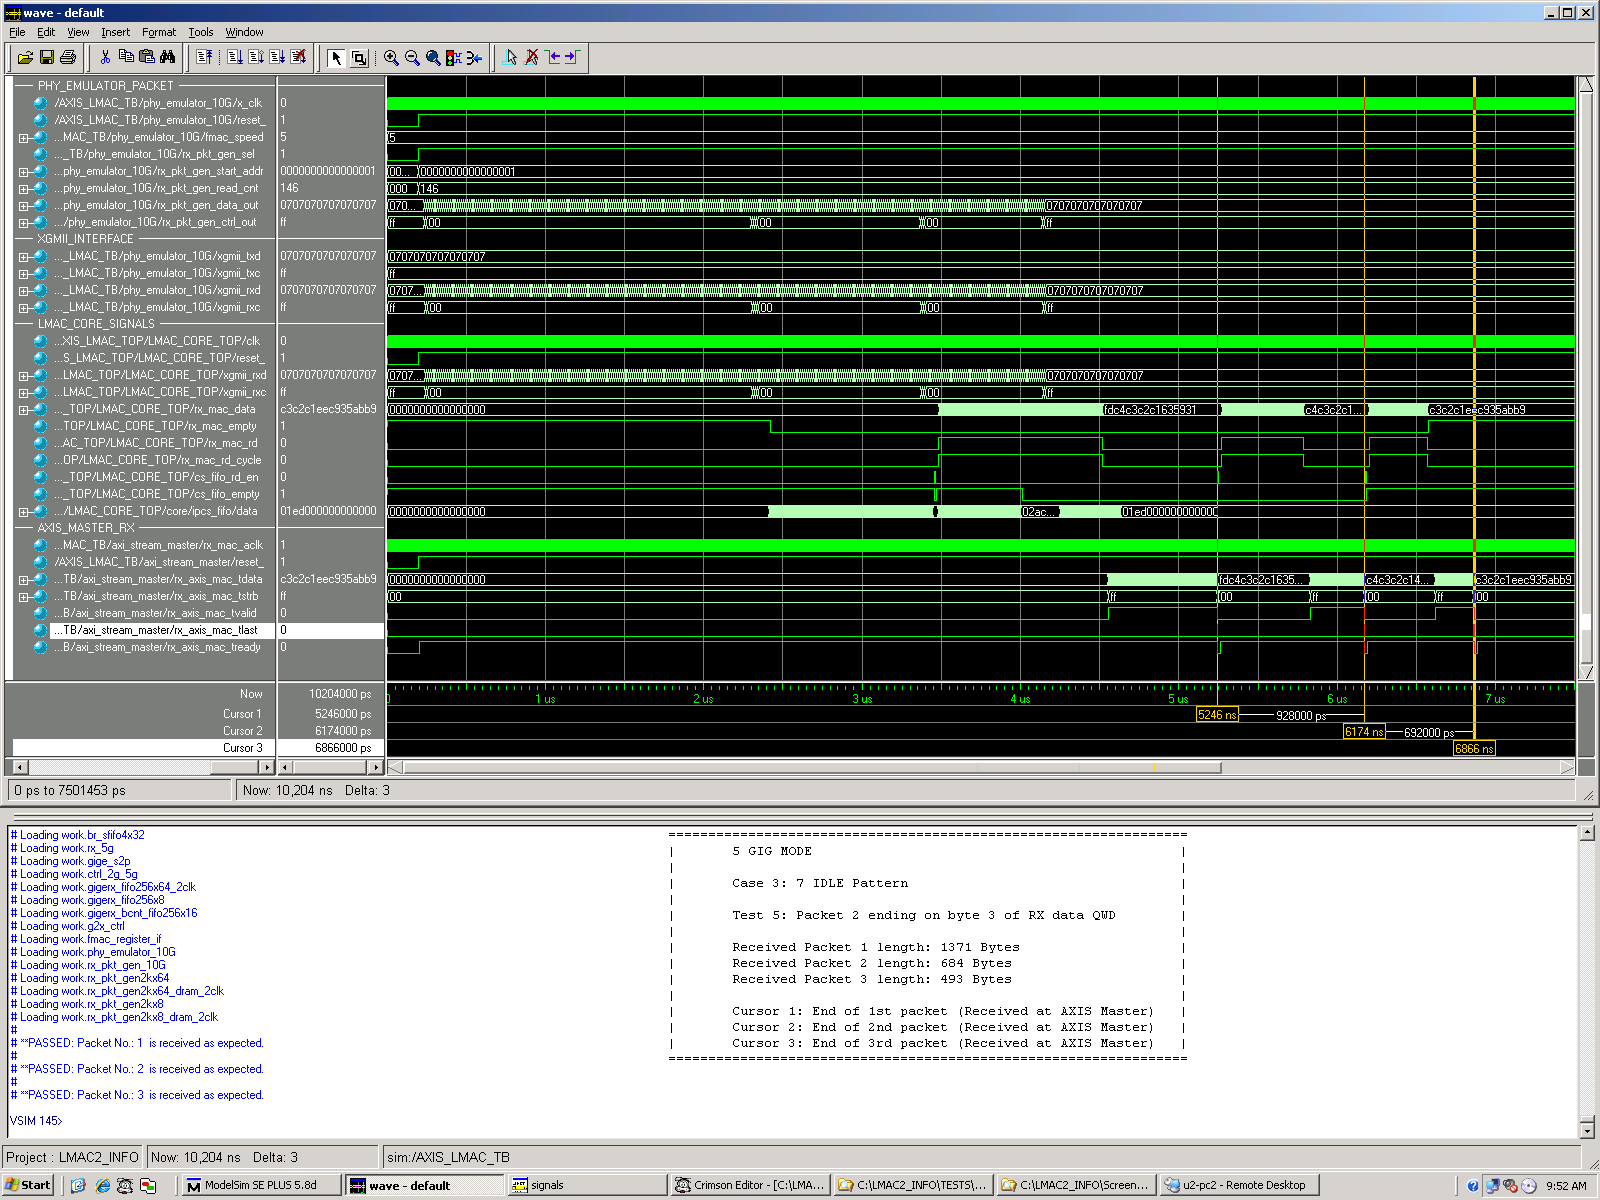 wave - default
File Edit View Insert Format Tools Window
PHY_EMULATOR_PACKET
/AXIS_LMAC_TB/phy_emulator_10G/x_clk 0
/AXIS_LMAC_TB/phy_emulator_10G/reset_ 1
...MAC_TB/phy_emulator_10G/fmac_speed 5 5
..._TB/phy_emulator_10G/rx_pkt_gen_sel 1
...phy_emulator_10G/rx_pkt_gen_start_addr 0000000000000001 00... 0000000000000001
...phy_emulator_10G/rx_pkt_gen_read_cnt 146 000 146
...phy_emulator_10G/rx_pkt_gen_data_out 0707070707070707 070... 0707070707070707
.../phy_emulator_10G/rx_pkt_gen_ctrl_out ff ff 00 00 00 ff
XGMII_INTERFACE
..._LMAC_TB/phy_emulator_10G/xgmii_txd 0707070707070707 0707070707070707
..._LMAC_TB/phy_emulator_10G/xgmii_txc ff ff
..._LMAC_TB/phy_emulator_10G/xgmii_rxd 0707070707070707 0707... 0707070707070707
..._LMAC_TB/phy_emulator_10G/xgmii_rxc ff ff 00 00 00 ff
LMAC_CORE_SIGNALS
...XIS_LMAC_TOP/LMAC_CORE_TOP/clk 0
...S_LMAC_TOP/LMAC_CORE_TOP/reset_ 1
...LMAC_TOP/LMAC_CORE_TOP/xgmii_rxd 0707070707070707 0707... 0707070707070707
...LMAC_TOP/LMAC_CORE_TOP/xgmii_rxc ff ff 00 00 00 ff
..._TOP/LMAC_CORE_TOP/rx_mac_data c3c2c1eec935abb9 0000000000000000 fdc4c3c2c1635931 c4c3c2c1... c3c2c1eec935abb9
...TOP/LMAC_CORE_TOP/rx_mac_empty 1
...AC_TOP/LMAC_CORE_TOP/rx_mac_rd 0
...OP/LMAC_CORE_TOP/rx_mac_rd_cycle 0
..._TOP/LMAC_CORE_TOP/cs_fifo_rd_en 0
..._TOP/LMAC_CORE_TOP/cs_fifo_empty 1
.../LMAC_CORE_TOP/core/ipcs_fifo/data 01ed000000000000 0000000000000000 02ac... 01ed000000000000
AXIS_MASTER_RX
...MAC_TB/axi_stream_master/rx_mac_aclk 1
/AXIS_LMAC_TB/axi_stream_master/reset_ 1
...TB/axi_stream_master/rx_axis_mac_tdata c3c2c1eec935abb9 0000000000000000 fdc4c3c2c1635... c4c3c2c14... c3c2c1eec935abb9
...TB/axi_stream_master/rx_axis_mac_tstrb ff 00 ff 00 ff 00 ff 00
...B/axi_stream_master/rx_axis_mac_tvalid 0
...TB/axi_stream_master/rx_axis_mac_tlast 0
...B/axi_stream_master/rx_axis_mac_tready 0
Now 10204000 ps 1 us 2 us 3 us 4 us 5 us 6 us 7 us
Cursor 1 5246000 ps 5246 ns 928000 ps
Cursor 2 6174000 ps 6174 ns 692000 ps
Cursor 3 6866000 ps 6866 ns
0 ps to 7501453 ps Now: 10,204 ns Delta: 3
# Loading work.br_sfifo4x32
# Loading work.rx_5g
# Loading work.gige_s2p
# Loading work.ctrl_2g_5g
# Loading work.gigerx_fifo256x64_2clk
# Loading work.gigerx_fifo256x8
# Loading work.gigerx_bcnt_fifo256x16
# Loading work.g2x_ctrl
# Loading work.fmac_register_if
# Loading work.phy_emulator_10G
# Loading work.rx_pkt_gen_10G
# Loading work.rx_pkt_gen2kx64
# Loading work.rx_pkt_gen2kx64_dram_2clk
# Loading work.rx_pkt_gen2kx8
# Loading work.rx_pkt_gen2kx8_dram_2clk
#
# **PASSED: Packet No.: 1 is received as expected.
#
# **PASSED: Packet No.: 2 is received as expected.
#
# **PASSED: Packet No.: 3 is received as expected.
VSIM 145>
5 GIG MODE
Case 3: 7 IDLE Pattern
Test 5: Packet 2 ending on byte 3 of RX data QWD
Received Packet 1 length: 1371 Bytes
Received Packet 2 length: 684 Bytes
Received Packet 3 length: 493 Bytes
Cursor 1: End of 1st packet (Received at AXIS Master)
Cursor 2: End of 2nd packet (Received at AXIS Master)
Cursor 3: End of 3rd packet (Received at AXIS Master)
Project : LMAC2_INFO Now: 10,204 ns Delta: 3 sim:/AXIS_LMAC_TB
Start ModelSim SE PLUS 5.8d wave - default signals Crimson Editor - [C:\LMA... C:\LMAC2_INFO\TESTS\... C:\LMAC2_INFO\Screen... u2-pc2 - Remote Desktop 9:52 AM